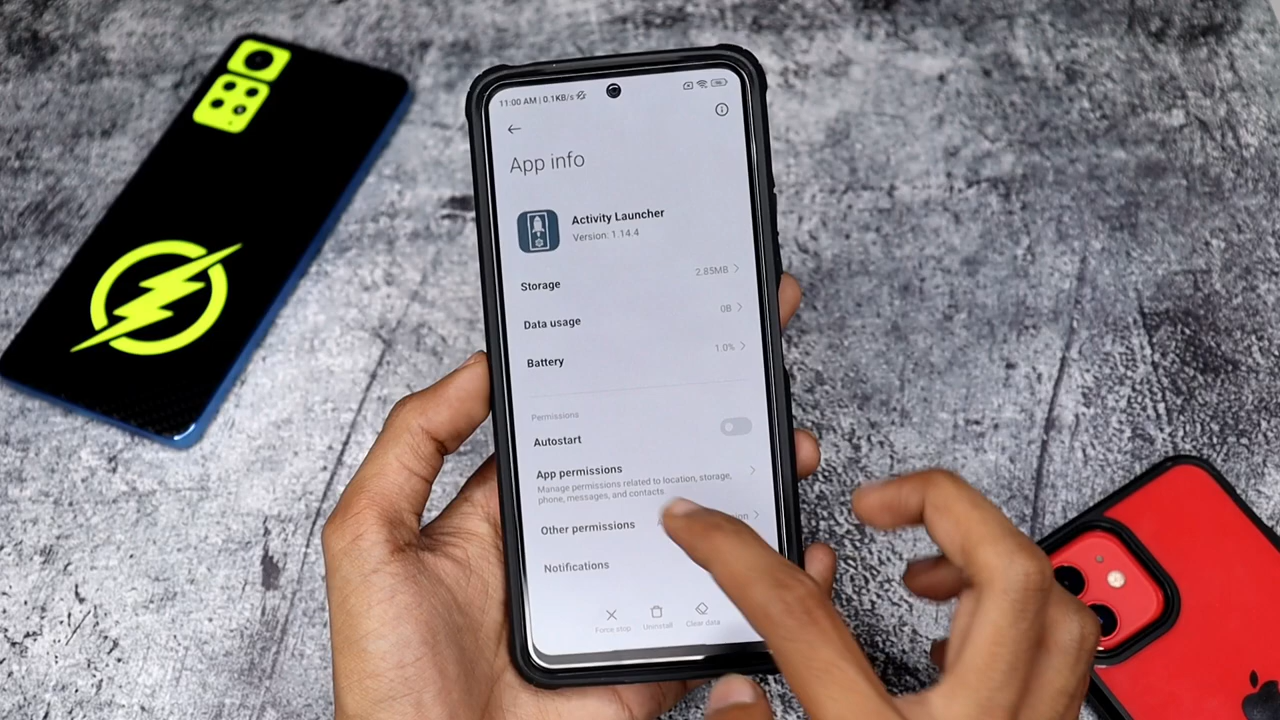 11:00 AM | 0.1KB/s
App info
Activity Launcher
Version: 1.14.4
Storage
2.85MB
Data usage
0B
Battery
1.0%
Permissions
Autostart
App permissions
Manage permissions related to location, storage,
phone, messages, and contacts
Other permissions
Notifications
Force stop
Uninstall
Clear data